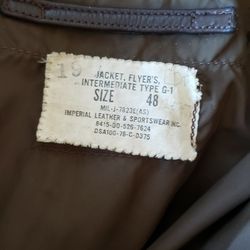 19
JACKET, FLYER'S,
INTERMEDIATE TYPE G-1
SIZE 48
MIL-J-7823E(AS)
IMPERIAL LEATHER & SPORTSWEAR INC.
8415-00-526-7624
DSA100-78-C-0375